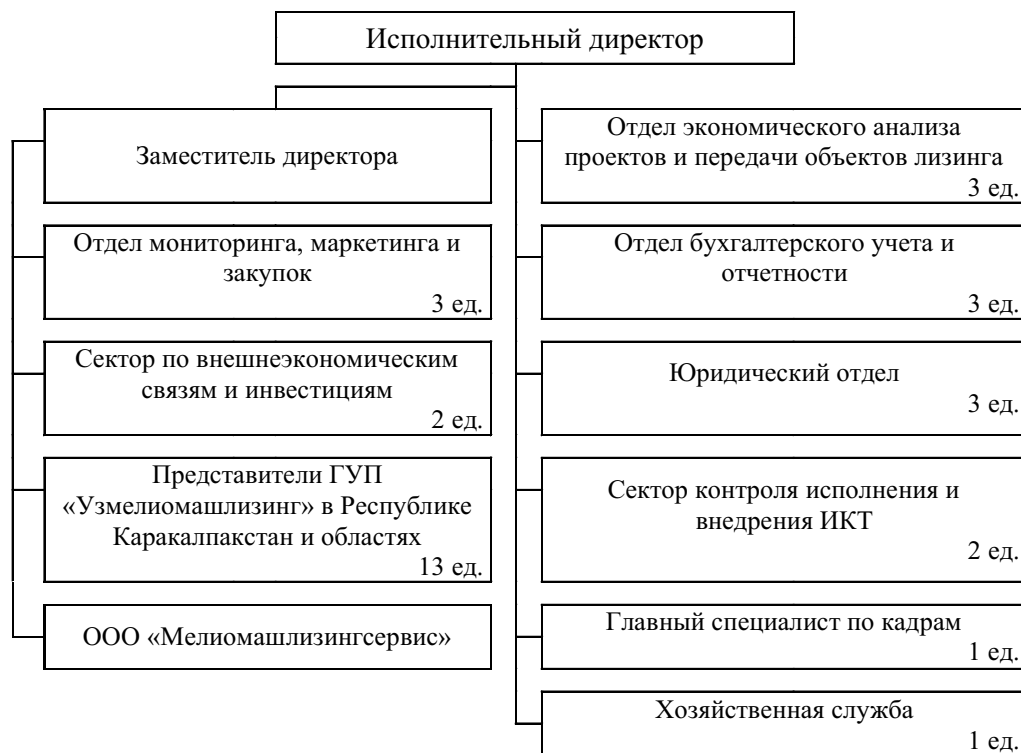 Исполнительный директор
Заместитель директора
Отдел мониторинга, маркетинга и
закупок
3 ед.
Сектор по внешнеэкономическим
связям и инвестициям
2 ед.
Представители ГУП
«Узмелиомашлизинг» в Республике
Каракалпакстан и областях
13 ед.
ООО «Мелиомашлизингсервис»
Отдел экономического анализа
проектов и передачи объектов лизинга
3 ед.
Отдел бухгалтерского учета и
отчетности
3 ед.
Юридический отдел
3 ед.
Сектор контроля исполнения и
внедрения ИКТ
2 ед.
Главный специалист по кадрам
1 ед.
Хозяйственная служба
1 ед.